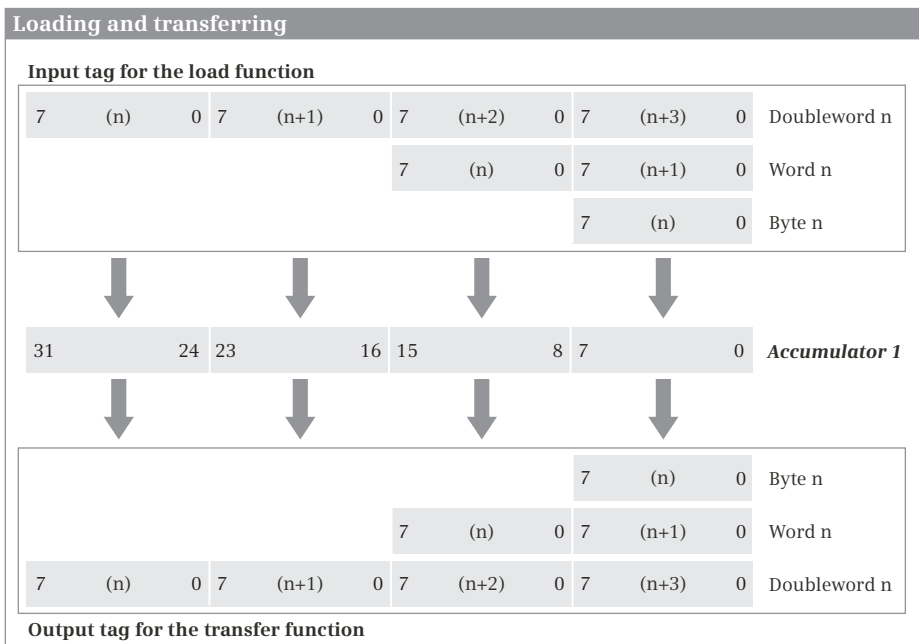 Loading and transferring
Input tag for the load function
7 (n) 0 7 (n+1) 0 7 (n+2) 0 7 (n+3) 0 Doubleword n
7 (n) 0 7 (n+1) 0 Word n
7 (n) 0 Byte n
31 24 23 16 15 8 7 0 Accumulator 1
7 (n) 0 Byte n
7 (n) 0 7 (n+1) 0 Word n
7 (n) 0 7 (n+1) 0 7 (n+2) 0 7 (n+3) 0 Doubleword n
Output tag for the transfer function